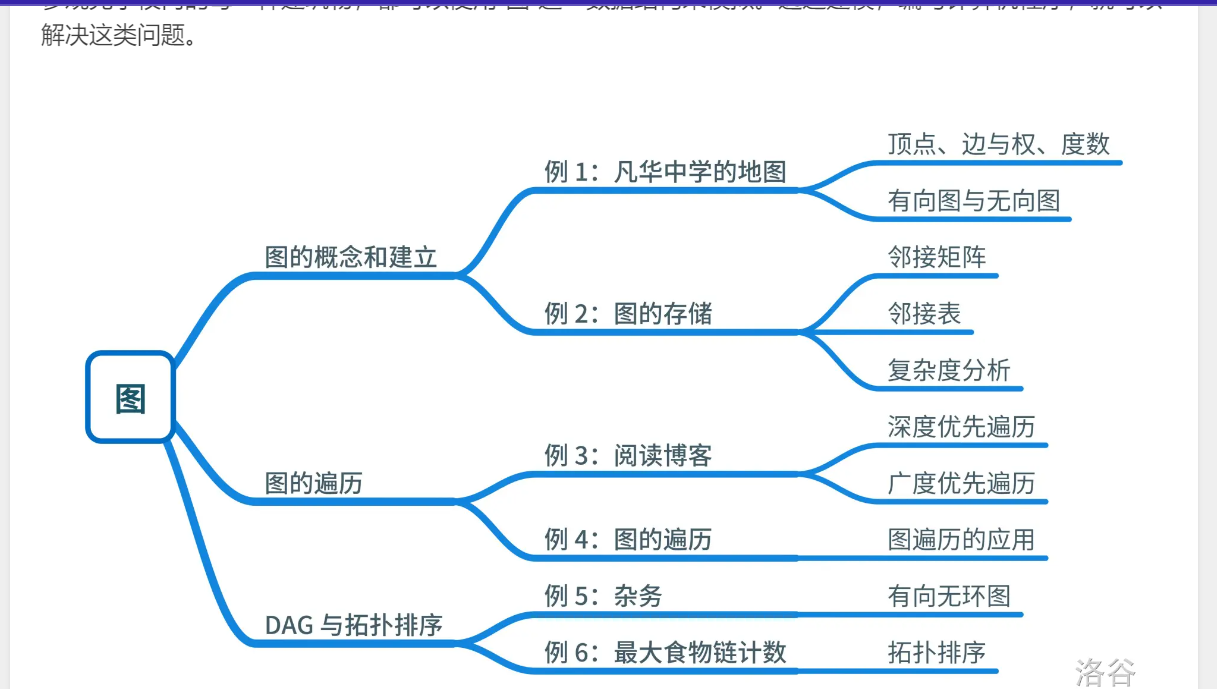 解决这类问题。
顶点、边与权、度数
例 1：凡华中学的地图
有向图与无向图
图的概念和建立
邻接矩阵
例 2：图的存储
邻接表
复杂度分析
图
深度优先遍历
例 3：阅读博客
图的遍历
广度优先遍历
例 4：图的遍历
图遍历的应用
例 5：杂务
有向无环图
DAG 与拓扑排序
例 6：最大食物链计数
拓扑排序
洛谷